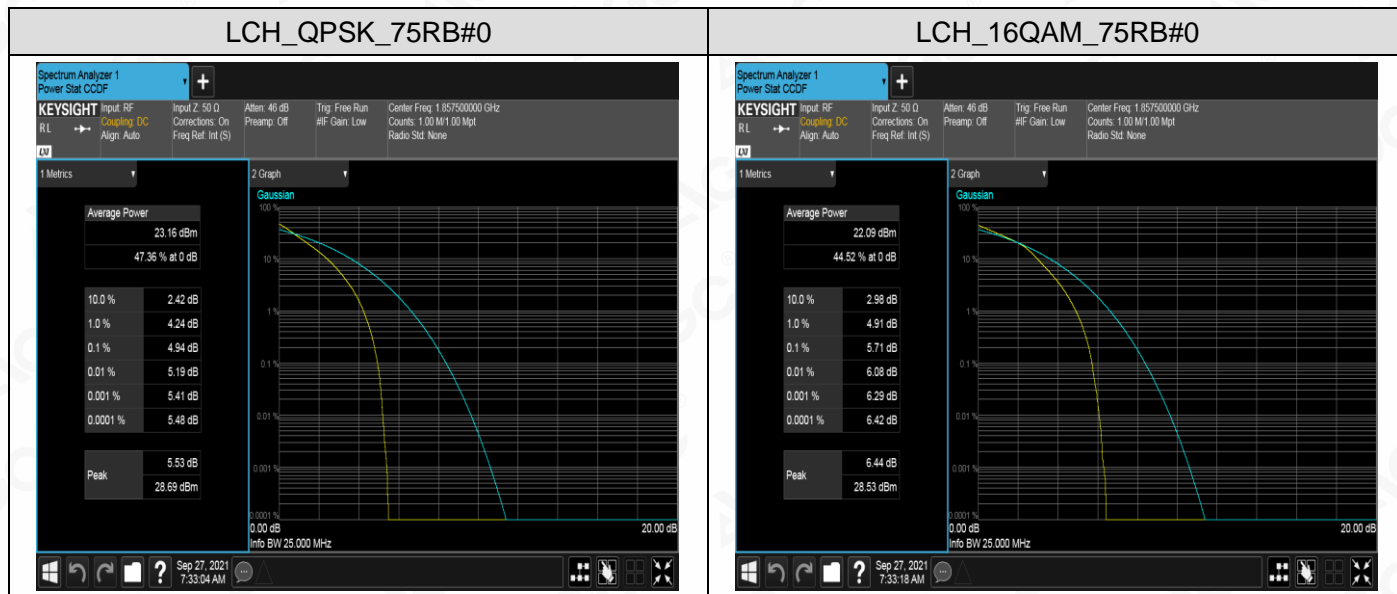 LCH_QPSK_75RB#0
Spectrum Analyzer 1
Power Stat CCDF
+
KEYSIGHT Input: RF Input Z: 50 Ω Atten: 46 dB Trig: Free Run Center Freq: 1.857500000 GHz
RL Coupling: DC Corrections: On Preamp: Off #IF Gain: Low Counts: 1.00 M/1.00 Mpt
Align: Auto Freq Ref: Int (S) Radio Std: None
LXI
1 Metrics
2 Graph
Average Power
23.16 dBm
47.36 % at 0 dB
10.0 % 2.42 dB
1.0 % 4.24 dB
0.1 % 4.94 dB
0.01 % 5.19 dB
0.001 % 5.41 dB
0.0001 % 5.48 dB
Peak
5.53 dB
28.69 dBm
Gaussian
100 %
10 %
1 %
0.1 %
0.01 %
0.001 %
0.0001 %
0.00 dB 20.00 dB
Info BW 25.000 MHz
?
Sep 27, 2021
7:33:04 AM
LCH_16QAM_75RB#0
Spectrum Analyzer 1
Power Stat CCDF
+
KEYSIGHT Input: RF Input Z: 50 Ω Atten: 46 dB Trig: Free Run Center Freq: 1.857500000 GHz
RL Coupling: DC Corrections: On Preamp: Off #IF Gain: Low Counts: 1.00 M/1.00 Mpt
Align: Auto Freq Ref: Int (S) Radio Std: None
LXI
1 Metrics
2 Graph
Average Power
22.09 dBm
44.52 % at 0 dB
10.0 % 2.98 dB
1.0 % 4.91 dB
0.1 % 5.71 dB
0.01 % 6.08 dB
0.001 % 6.29 dB
0.0001 % 6.42 dB
Peak
6.44 dB
28.53 dBm
Gaussian
100 %
10 %
1 %
0.1 %
0.01 %
0.001 %
0.0001 %
0.00 dB 20.00 dB
Info BW 25.000 MHz
?
Sep 27, 2021
7:33:18 AM